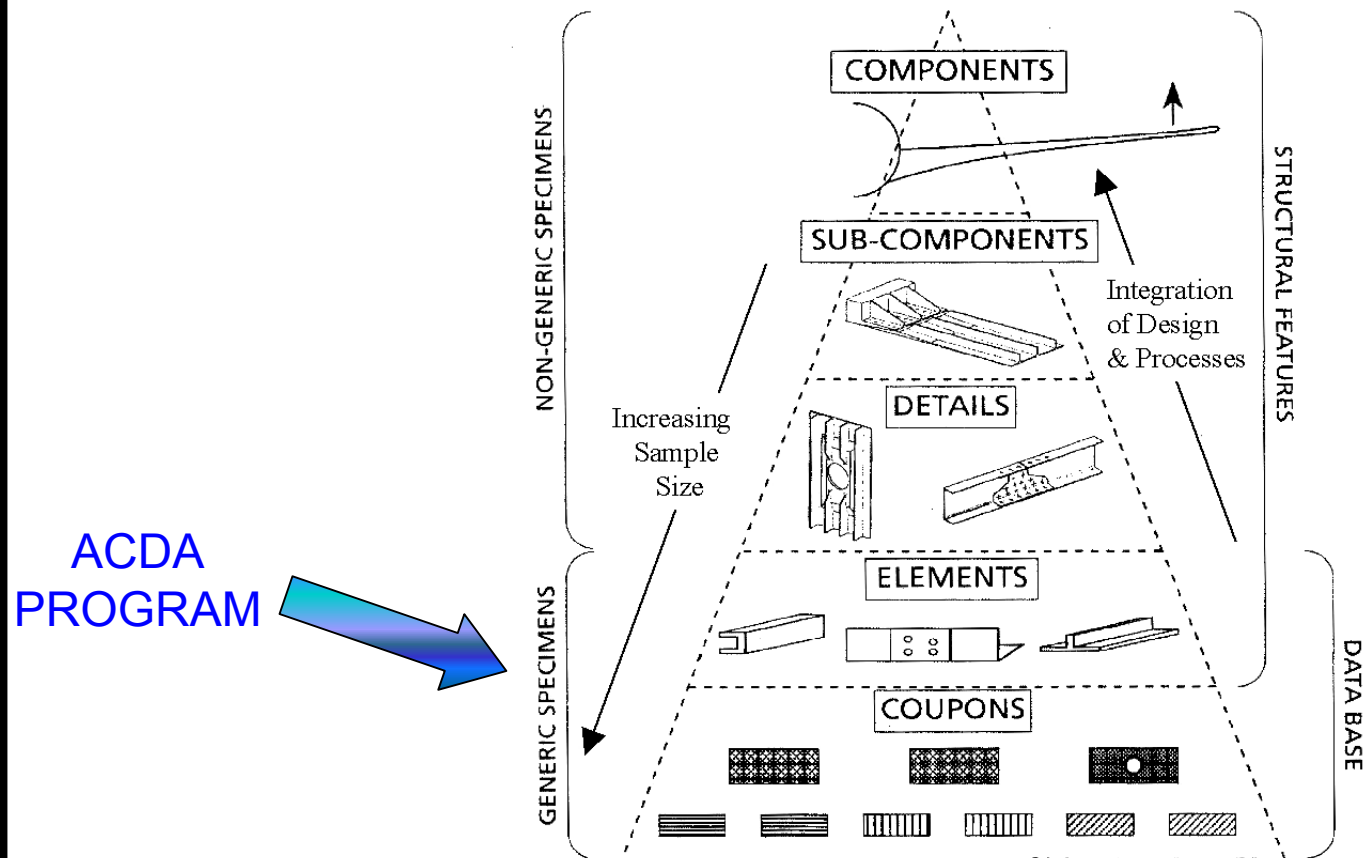 COMPONENTS
NON-GENERIC SPECIMENS
STRUCTURAL FEATURES
SUB-COMPONENTS
Integration
of Design
& Processes
DETAILS
Increasing
Sample
Size
ACDA
PROGRAM
ELEMENTS
GENERIC SPECIMENS
DATA BASE
COUPONS